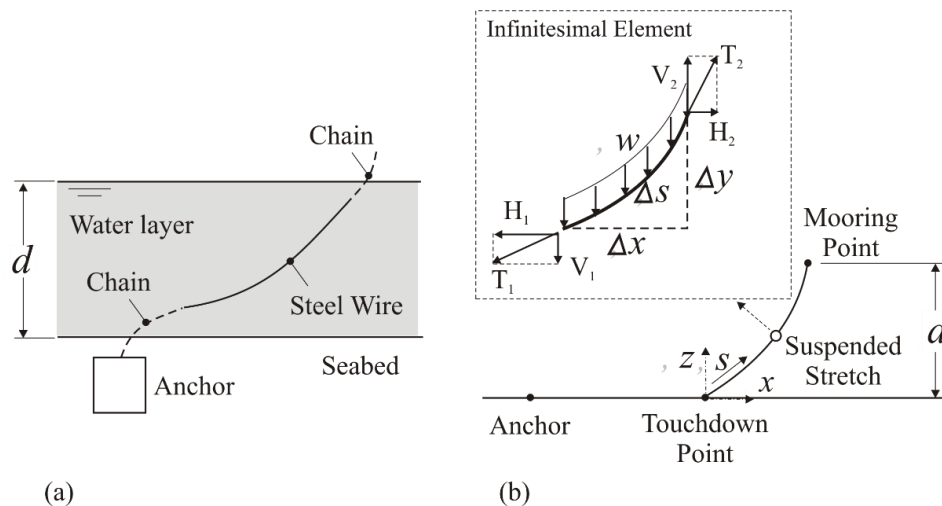 Chain
d
Water layer
Chain
Steel Wire
Seabed
Anchor
(a)
Infinitesimal Element
V2
T2
w
H2
Δs
Δy
H1
Δx
V1
T1
Mooring
Point
d
z
s
Suspended
Stretch
x
Anchor
Touchdown
Point
(b)